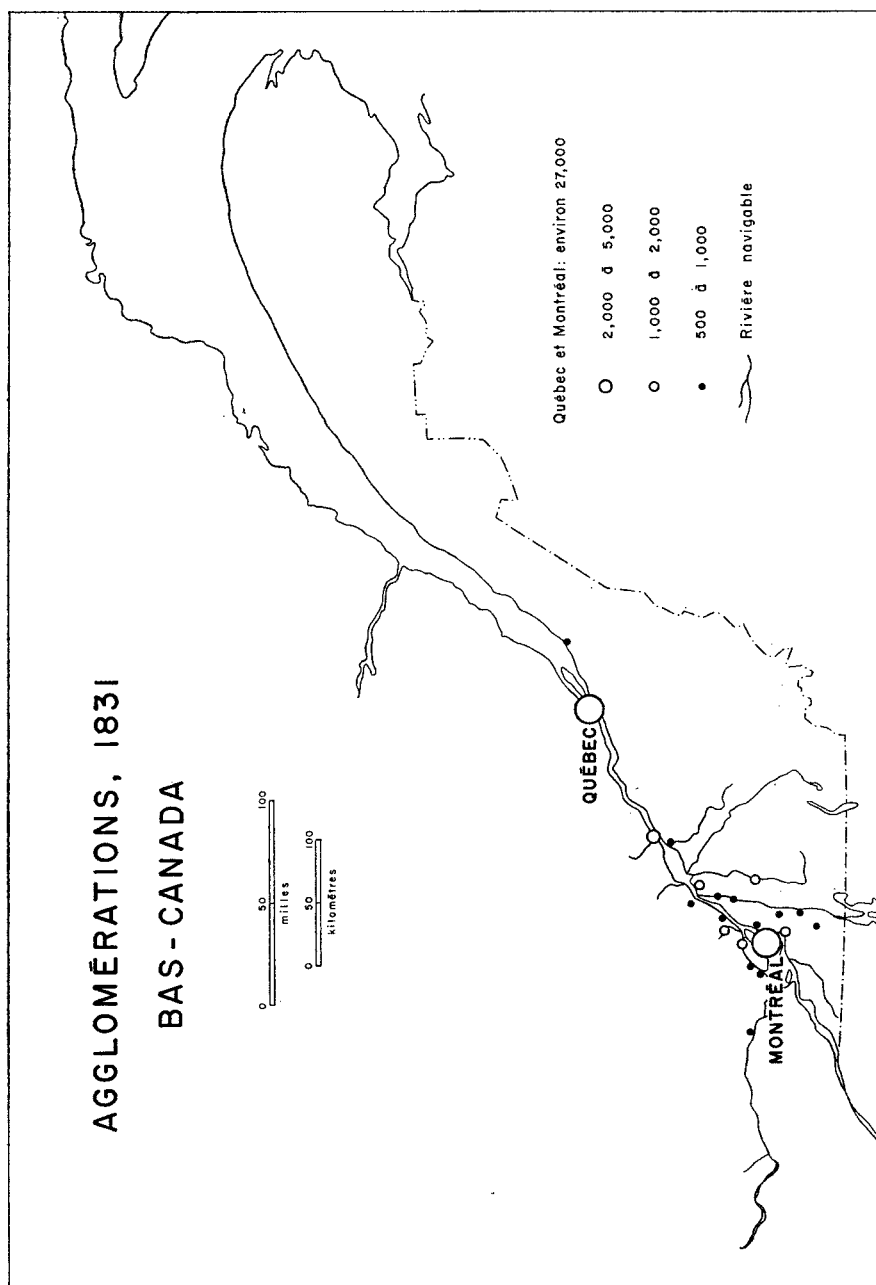 AGGLOMÉRATIONS, 1831
BAS-CANADA
0 50 100
milles
0 100
kilomètres
QUÉBEC
MONTRÉAL
Québec et Montréal: environ 27,000
2,000 à 5,000
1,000 à 2,000
500 à 1,000
Rivière navigable